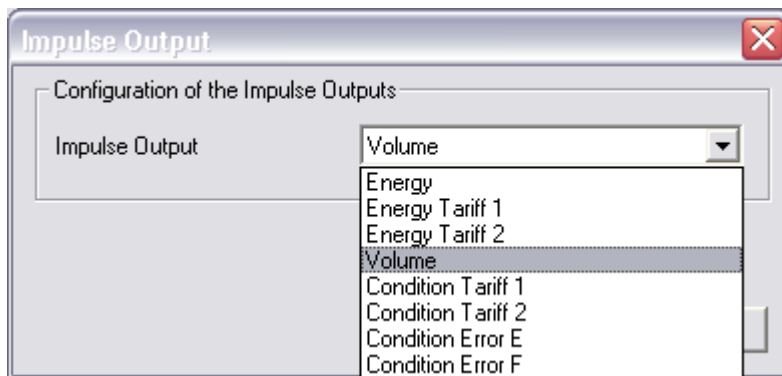 Impulse Output
Configuration of the Impulse Outputs
Impulse Output
Volume
Energy
Energy Tariff 1
Energy Tariff 2
Volume
Condition Tariff 1
Condition Tariff 2
Condition Error E
Condition Error F